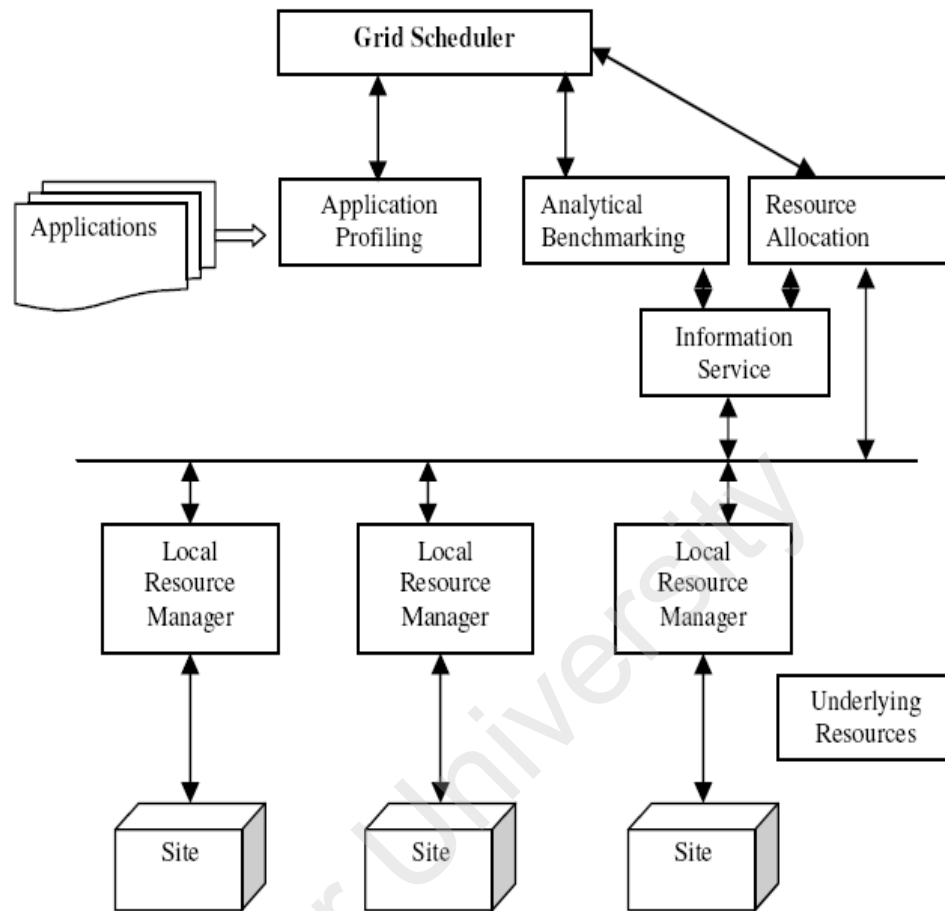 Grid Scheduler
Applications
Application
Profiling
Analytical
Benchmarking
Resource
Allocation
Information
Service
Local
Resource
Manager
Local
Resource
Manager
Local
Resource
Manager
Underlying
Resources
Site
Site
Site
University